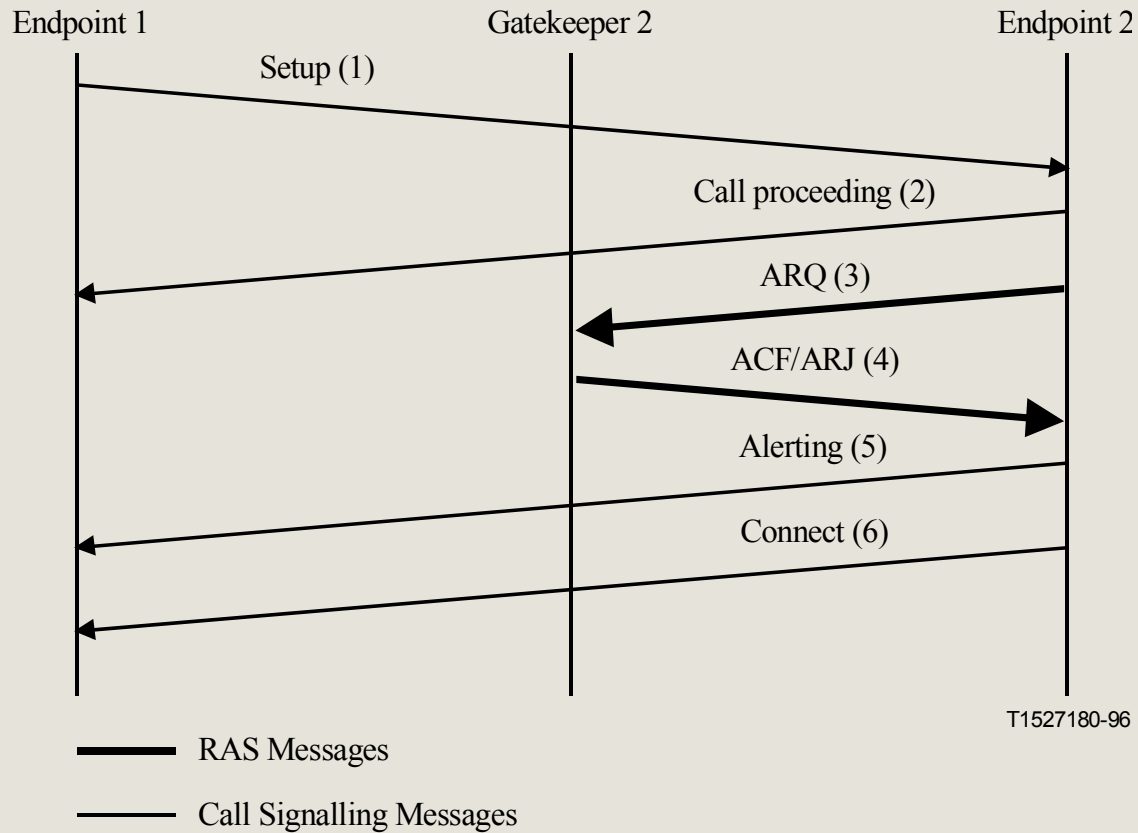 Endpoint 1
Gatekeeper 2
Endpoint 2
Setup (1)
Call proceeding (2)
ARQ (3)
ACF/ARJ (4)
Alerting (5)
Connect (6)
T1527180-96
RAS Messages
Call Signalling Messages